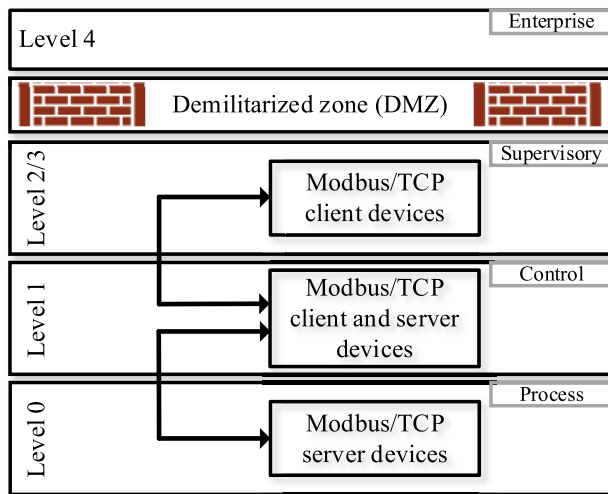 Enterprise
Level 4
Demilitarized zone (DMZ)
Supervisory
Level 2/3
Modbus/TCP
client devices
Control
Level 1
Modbus/TCP
client and server
devices
Process
Level 0
Modbus/TCP
server devices